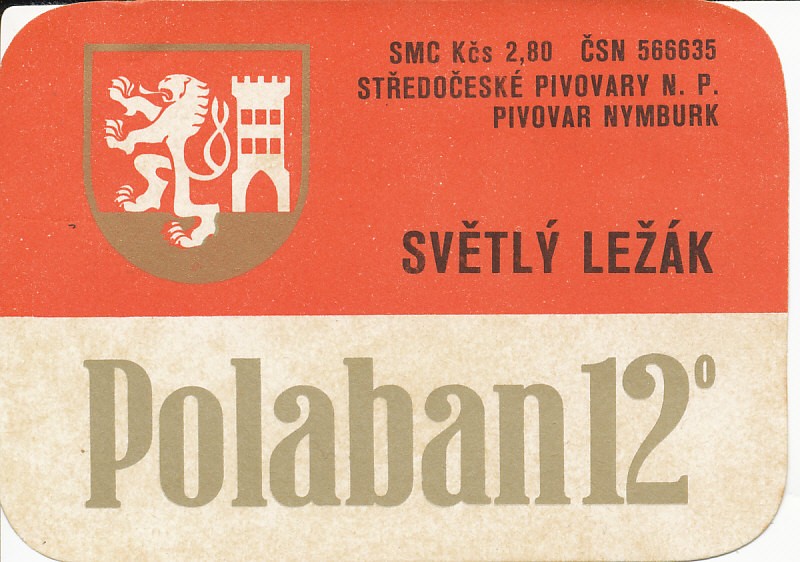 SMC Kčs 2,80 ČSN 566635
STŘEDOČESKÉ PIVOVARY N. P.
PIVOVAR NYMBURK
SVĚTLÝ LEŽÁK
Polaban 12°